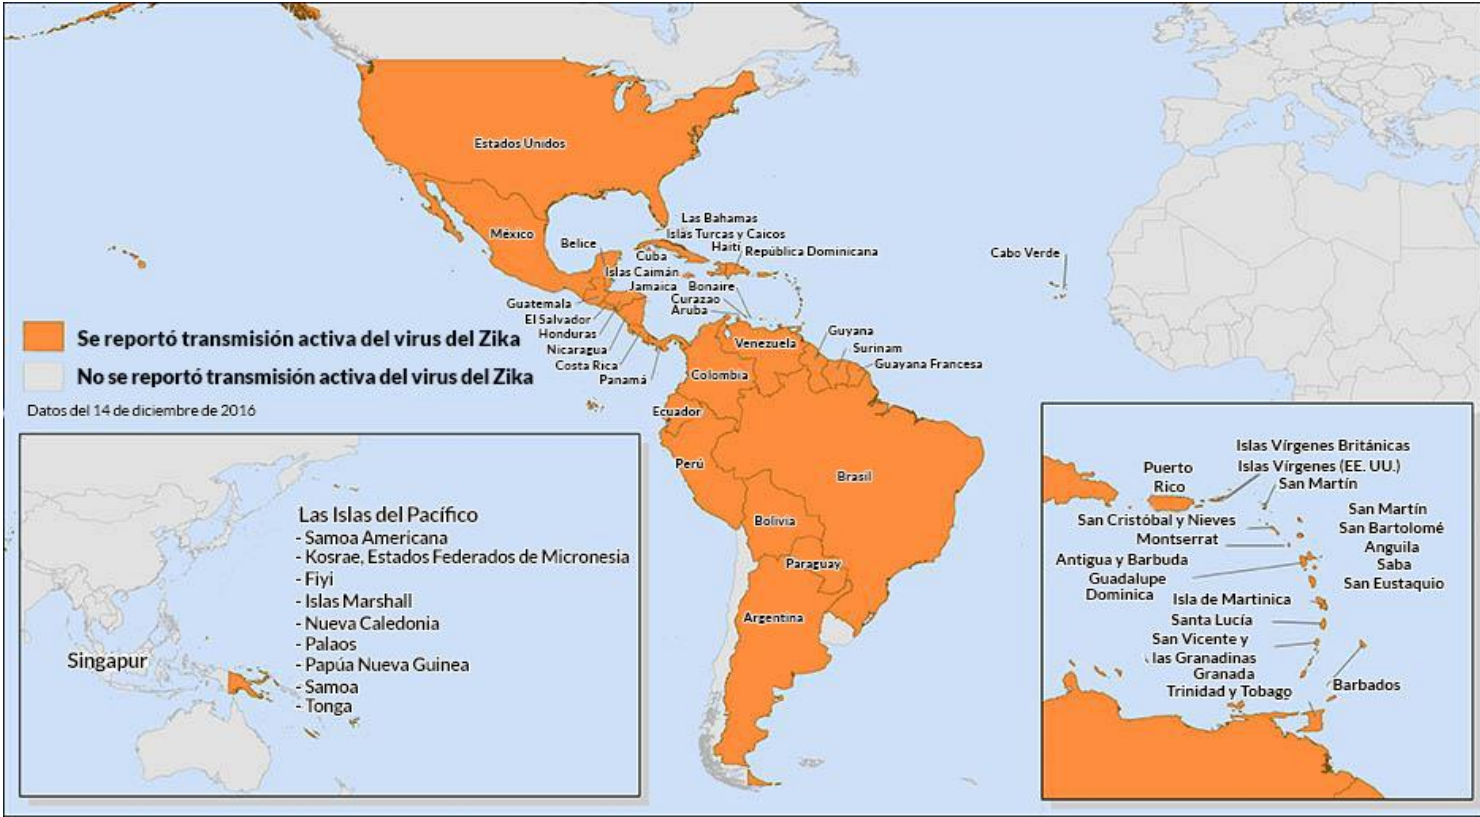 Estados Unidos
México
Belice
Las Bahamas
Islas Turcas y Caicos
Haití
República Dominicana
Cuba
Islas Caimán
Jamaica
Bonaire
Curazao
Aruba
Cabo Verde
Guatemala
El Salvador
Honduras
Nicaragua
Costa Rica
Panamá
Venezuela
Guyana
Surinam
Guayana Francesa
Colombia
Ecuador
Perú
Brasil
Bolivia
Paraguay
Argentina
Se reportó transmisión activa del virus del Zika
No se reportó transmisión activa del virus del Zika
Datos del 14 de diciembre de 2016
Las Islas del Pacífico
- Samoa Americana
- Kosrae, Estados Federados de Micronesia
- Fiyi
- Islas Marshall
- Nueva Caledonia
- Palaos
- Papúa Nueva Guinea
- Samoa
- Tonga
Singapur
Islas Vírgenes Británicas
Islas Vírgenes (EE. UU.)
San Martín
Puerto
Rico
San Martín
San Bartolomé
Anguila
Saba
San Eustaquio
San Cristóbal y Nieves
Montserrat
Antigua y Barbuda
Guadalupe
Dominica
Isla de Martinica
Santa Lucía
San Vicente y
las Granadinas
Granada
Trinidad y Tobago
Barbados